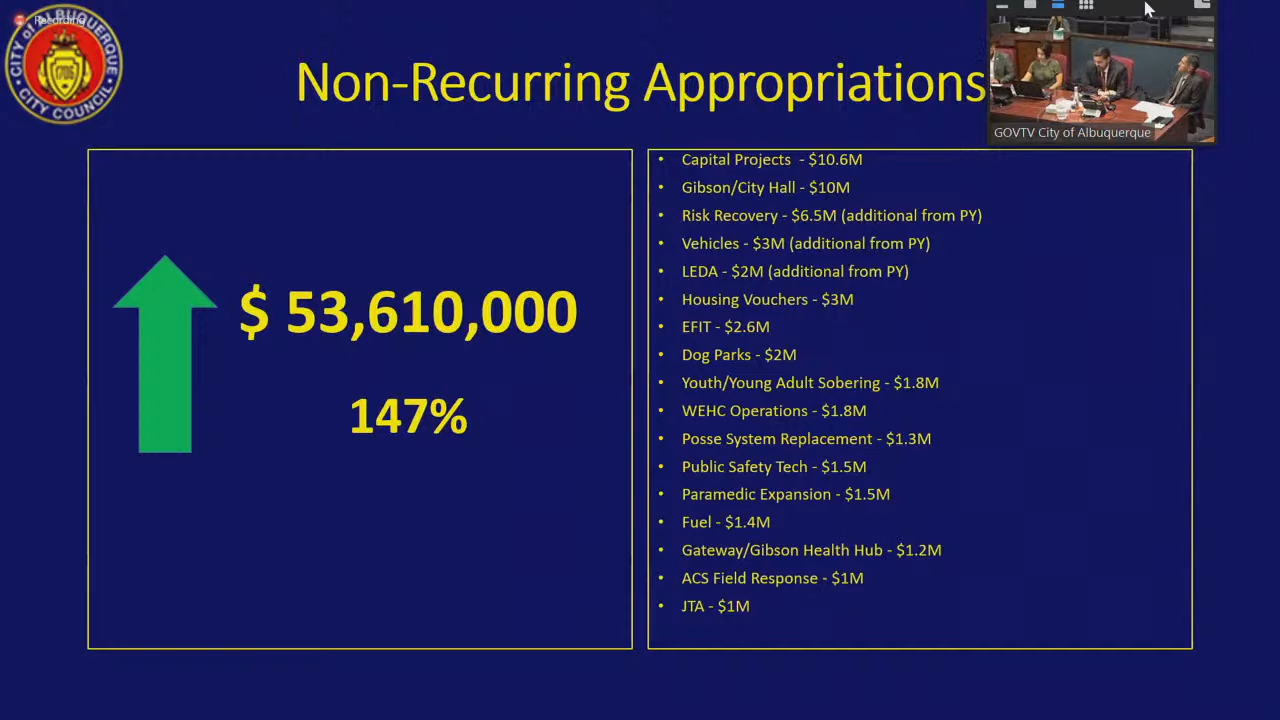 Recording
CITY OF ALBUQUERQUE
1706
CITY COUNCIL
Non-Recurring Appropriations
GOVTV City of Albuquerque
$ 53,610,000
147%
• Capital Projects - $10.6M
• Gibson/City Hall - $10M
• Risk Recovery - $6.5M (additional from PY)
• Vehicles - $3M (additional from PY)
• LEDA - $2M (additional from PY)
• Housing Vouchers - $3M
• EFIT - $2.6M
• Dog Parks - $2M
• Youth/Young Adult Sobering - $1.8M
• WEHC Operations - $1.8M
• Posse System Replacement - $1.3M
• Public Safety Tech - $1.5M
• Paramedic Expansion - $1.5M
• Fuel - $1.4M
• Gateway/Gibson Health Hub - $1.2M
• ACS Field Response - $1M
• JTA - $1M